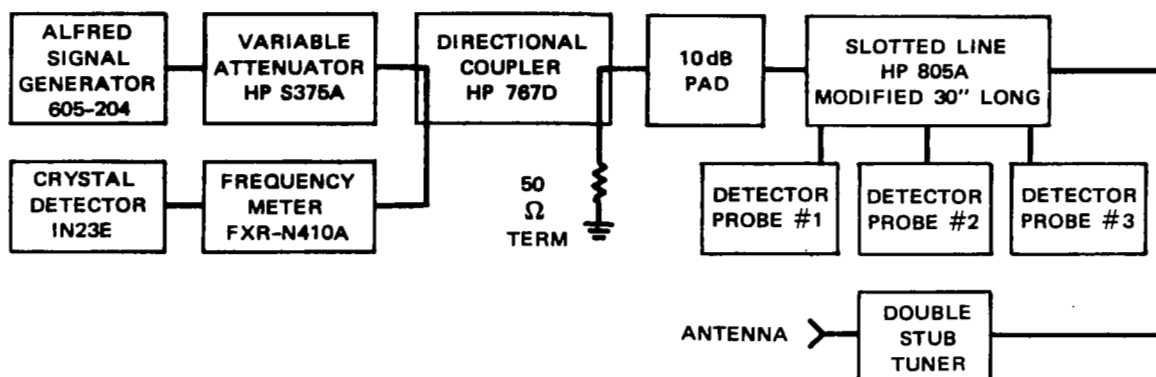 ALFRED
SIGNAL
GENERATOR
605-204
VARIABLE
ATTENUATOR
HP S375A
DIRECTIONAL
COUPLER
HP 767D
10dB
PAD
SLOTTED LINE
HP 805A
MODIFIED 30" LONG
CRYSTAL
DETECTOR
IN23E
FREQUENCY
METER
FXR-N410A
50
Ω
TERM
DETECTOR
PROBE #1
DETECTOR
PROBE #2
DETECTOR
PROBE #3
ANTENNA
DOUBLE
STUB
TUNER